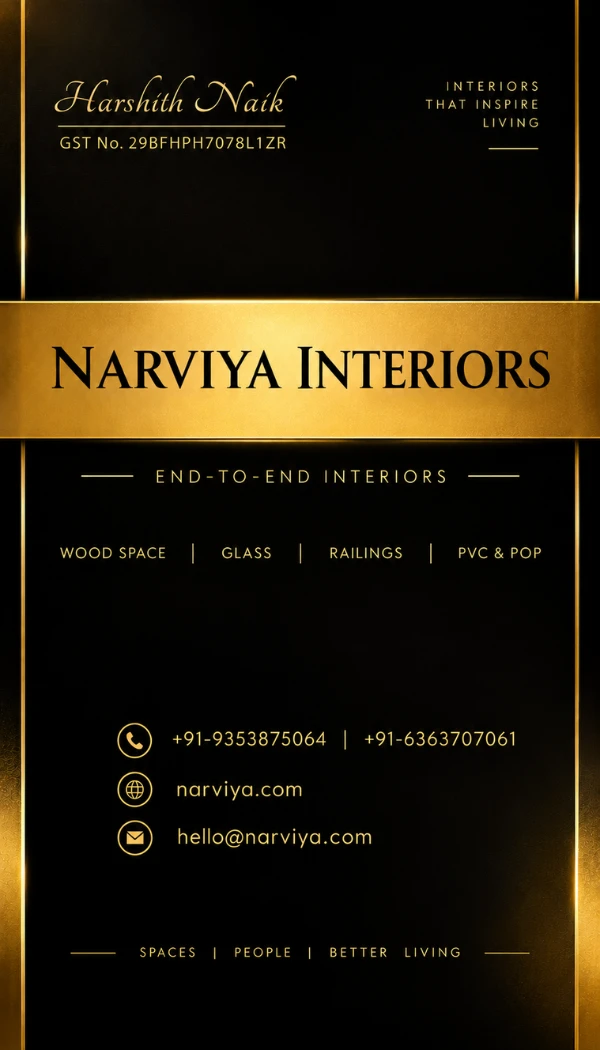 Harshith Naik
GST No. 29BFHPH7078L1ZR
INTERIORS
THAT INSPIRE
LIVING
NARVIYA INTERIORS
END-TO-END INTERIORS
WOOD SPACE | GLASS | RAILINGS | PVC & POP
+91-9353875064 | +91-6363707061
narviya.com
hello@narviya.com
SPACES | PEOPLE | BETTER LIVING